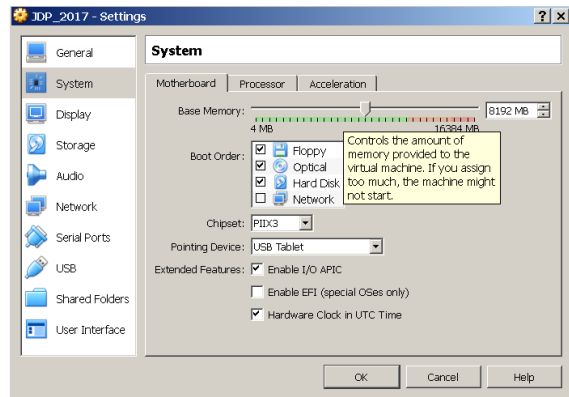 JDP_2017 - Settings
General
System
Display
Storage
Audio
Network
Serial Ports
USB
Shared Folders
User Interface
System
Motherboard Processor Acceleration
Base Memory: 8192 MB
4 MB 16384 MB
Boot Order: Floppy
Optical
Hard Disk
Network
Controls the amount of
memory provided to the
virtual machine. If you assign
too much, the machine might
not start.
Chipset: PIIX3
Pointing Device: USB Tablet
Extended Features: Enable I/O APIC
Enable EFI (special OSes only)
Hardware Clock in UTC Time
OK Cancel Help